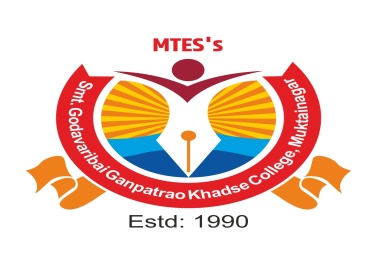 MTES's
Smt. Godavaribai Ganpatrao Khadse College, Muktainagar
Estd: 1990